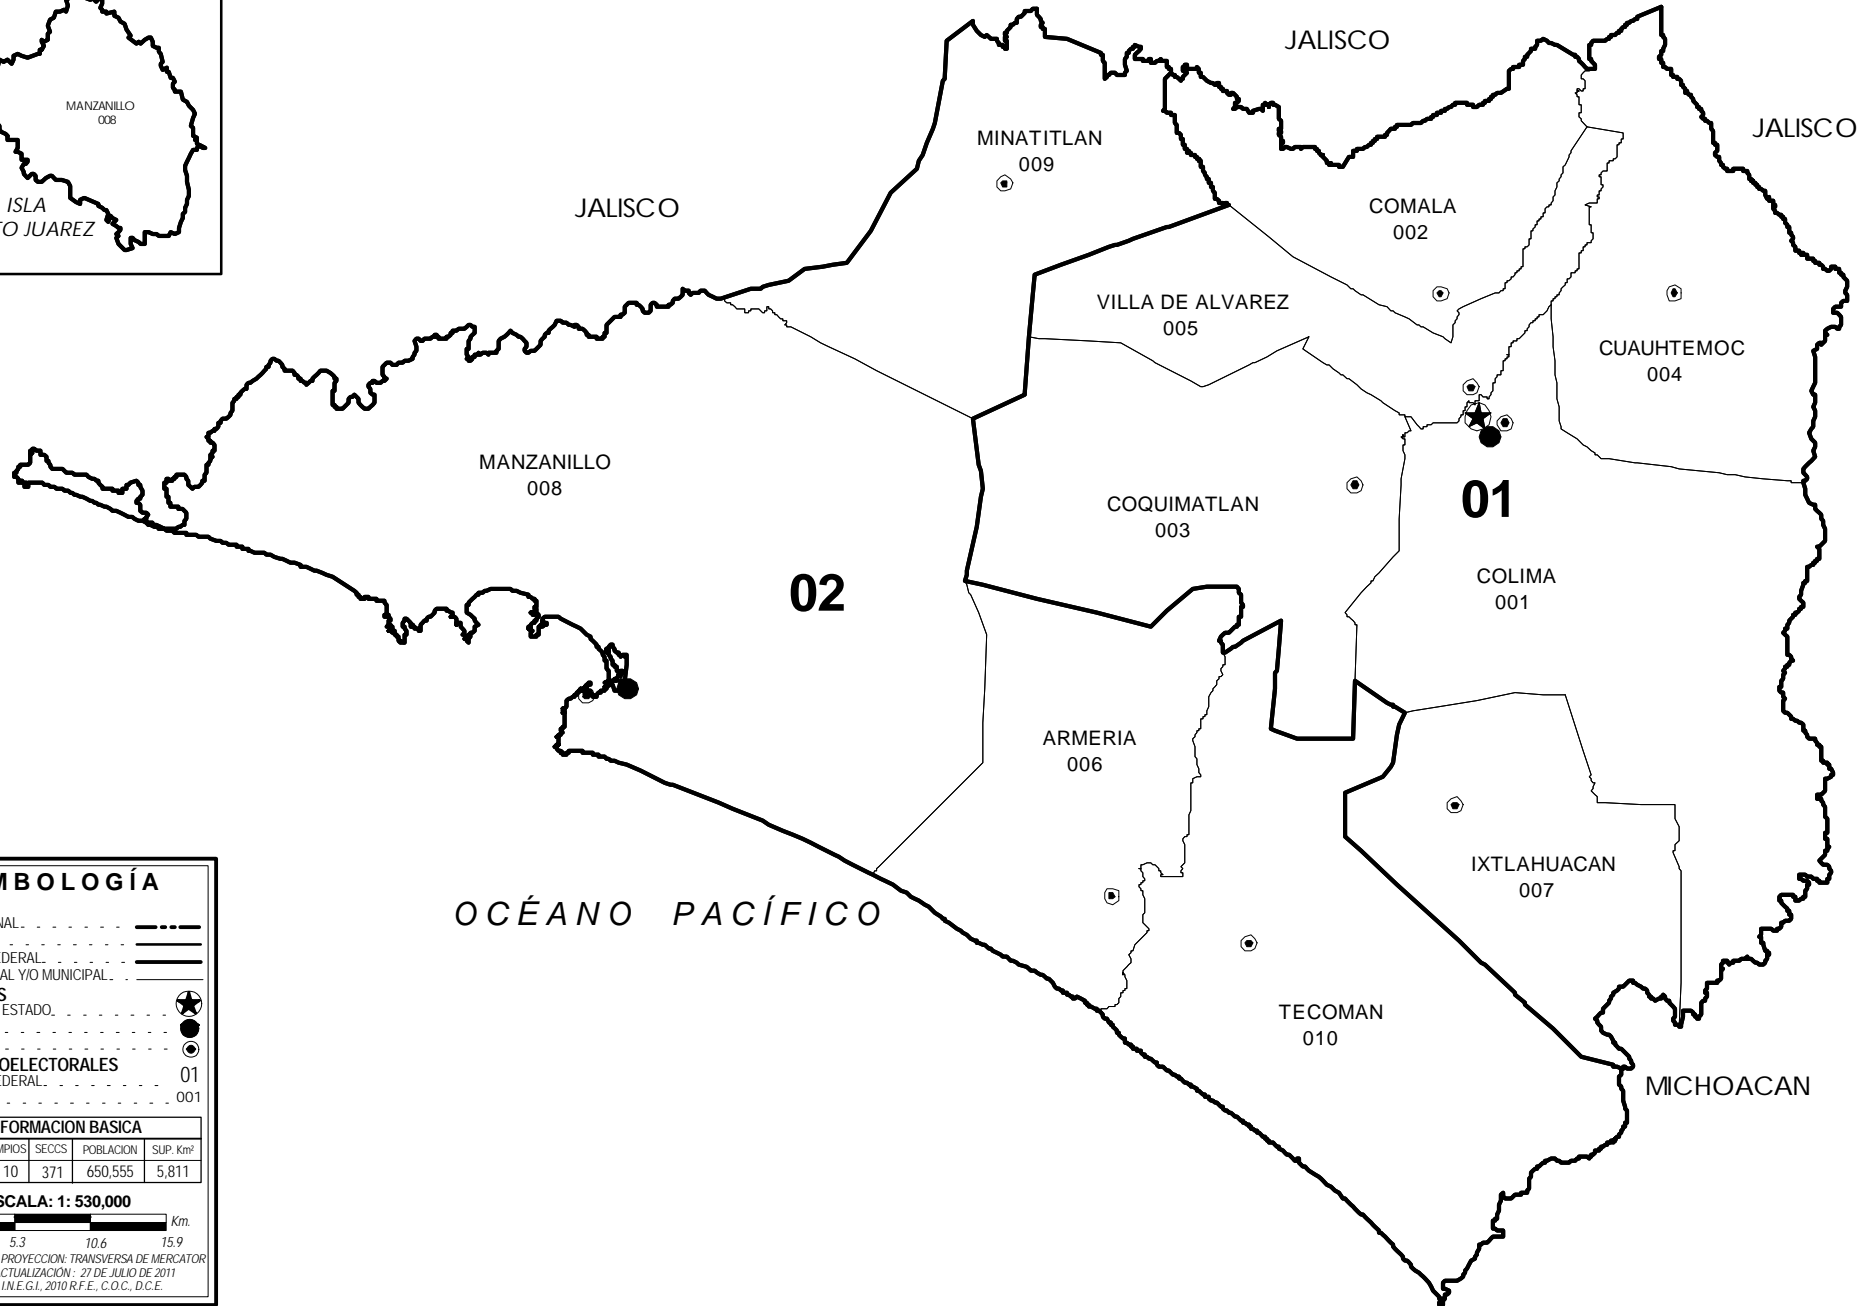 JALISCO
MANZANILLO
008
JALISCO
MINATITLAN
009
ISLA
TO JUAREZ
JALISCO
COMALA
002
VILLA DE ALVAREZ
005
CUAUHTEMOC
004
MANZANILLO
008
COQUIMATLAN
003
01
COLIMA
001
02
ARMERIA
006
IXTLAHUACAN
007
OCÉANO PACÍFICO
TECOMAN
010
MICHOACAN
MBOLOGÍA
NAL
EDERAL
AL Y/O MUNICIPAL
S
ESTADO
OELECTORALES
EDERAL 01
001
FORMACION BASICA
MPIOS SECCS POBLACION SUP. Km²
10 371 650,555 5,811
SCALA: 1: 530,000
Km.
5.3 10.6 15.9
PROYECCION: TRANSVERSA DE MERCATOR
CTUALIZACIÓN : 27 DE JULIO DE 2011
I.N.E.G.I., 2010 R.F.E., C.O.C., D.C.E.